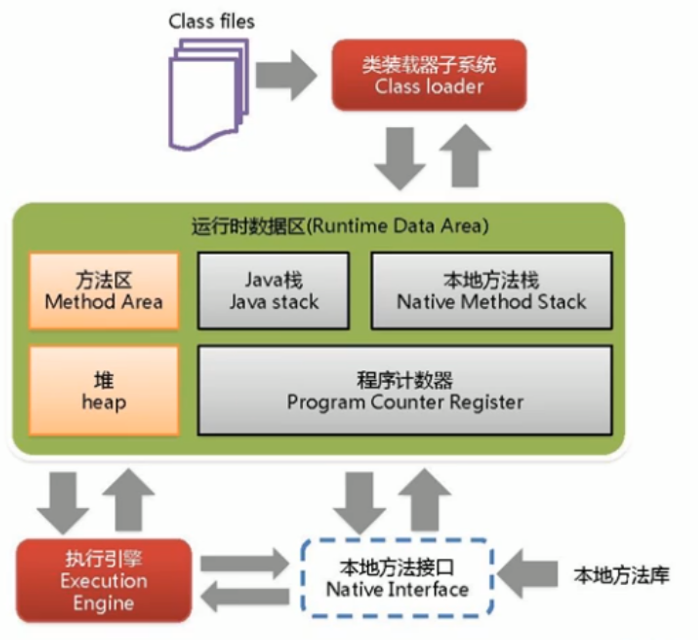 Class files
类装载器子系统
Class loader
运行时数据区(Runtime Data Area)
方法区
Method Area
Java栈
Java stack
本地方法栈
Native Method Stack
堆
heap
程序计数器
Program Counter Register
执行引擎
Execution
Engine
本地方法接口
Native Interface
本地方法库